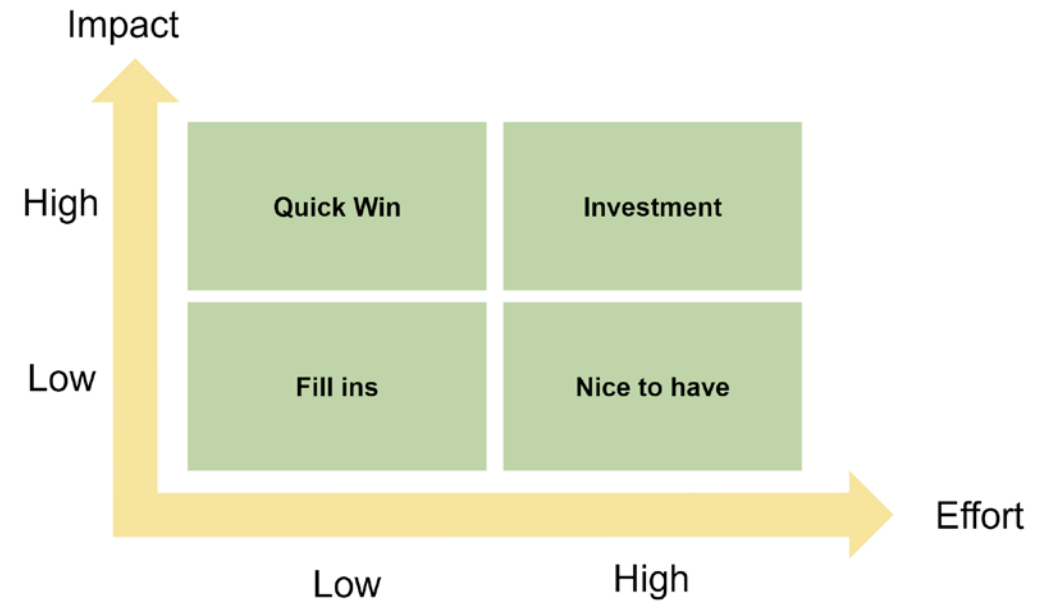 Impact
High
Quick Win
Investment
Low
Fill ins
Nice to have
Effort
Low
High